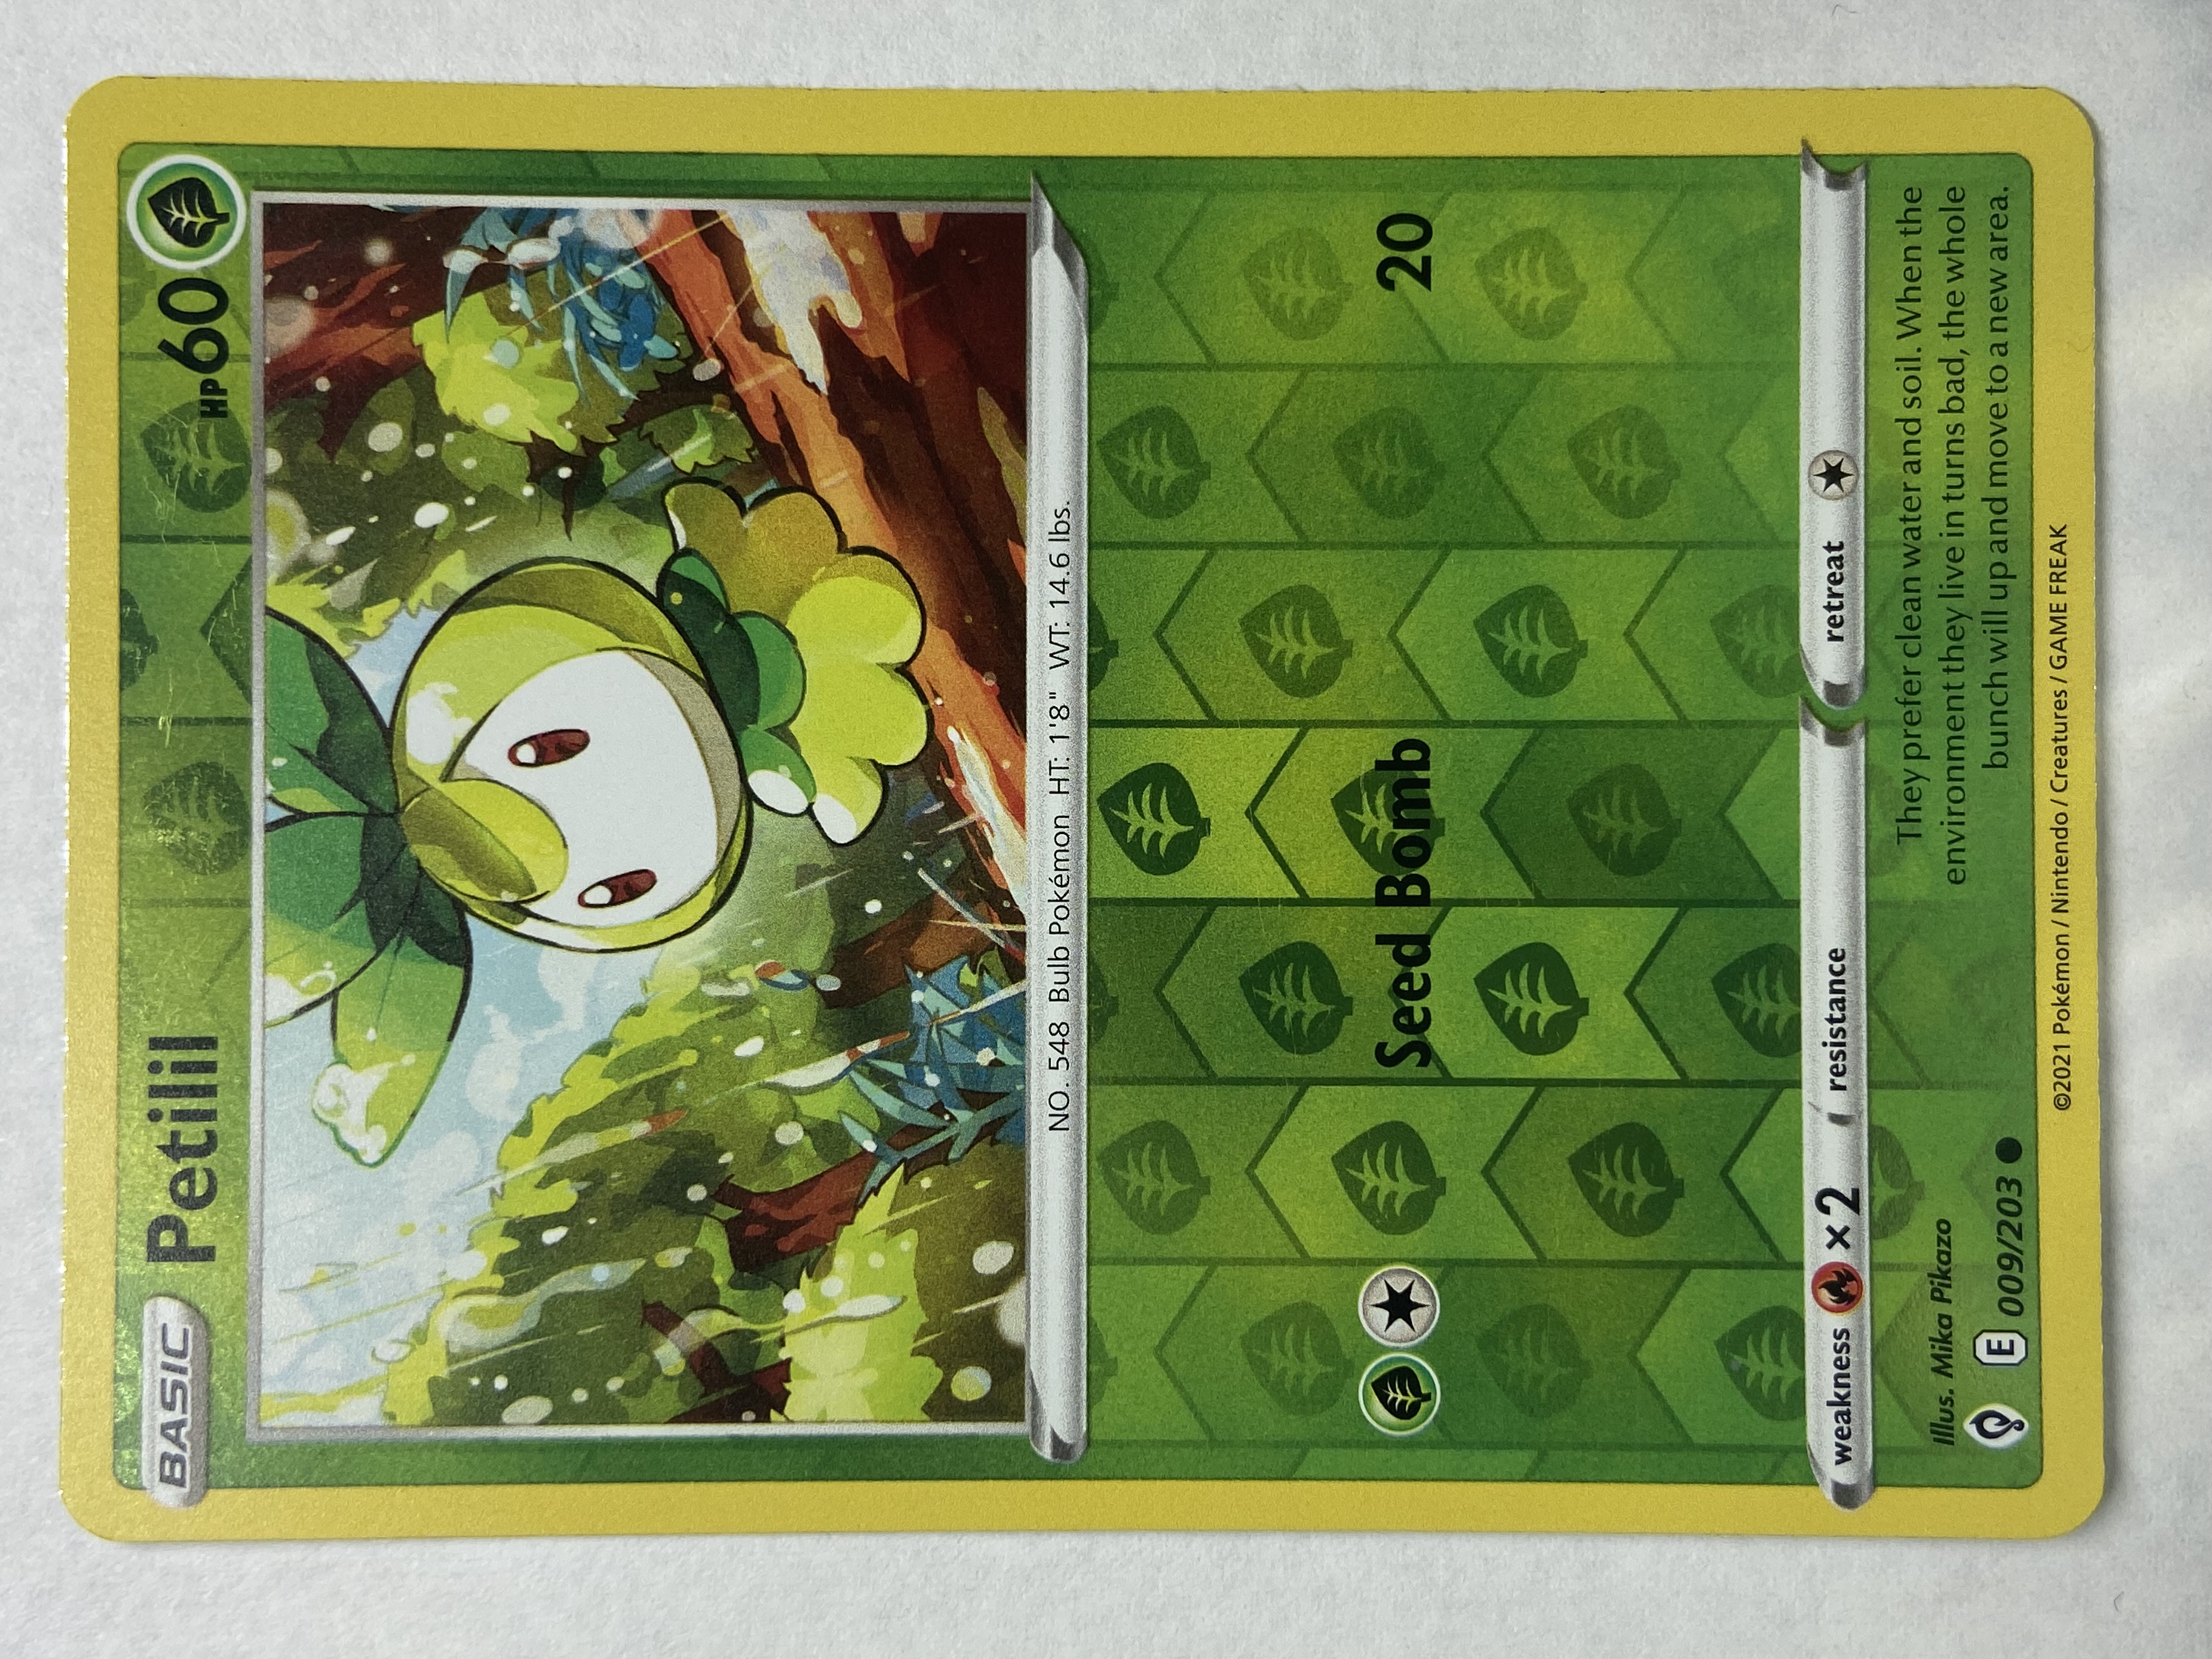 BASIC Petilil HP 60
NO. 548 Bulb Pokémon HT: 1'8" WT: 14.6 lbs.
Seed Bomb 20
weakness ×2 resistance retreat
They prefer clean water and soil. When the
environment they live in turns bad, the whole
bunch will up and move to a new area.
Illus. Mika Pikazo
E 009/203 ●
©2021 Pokémon / Nintendo / Creatures / GAME FREAK